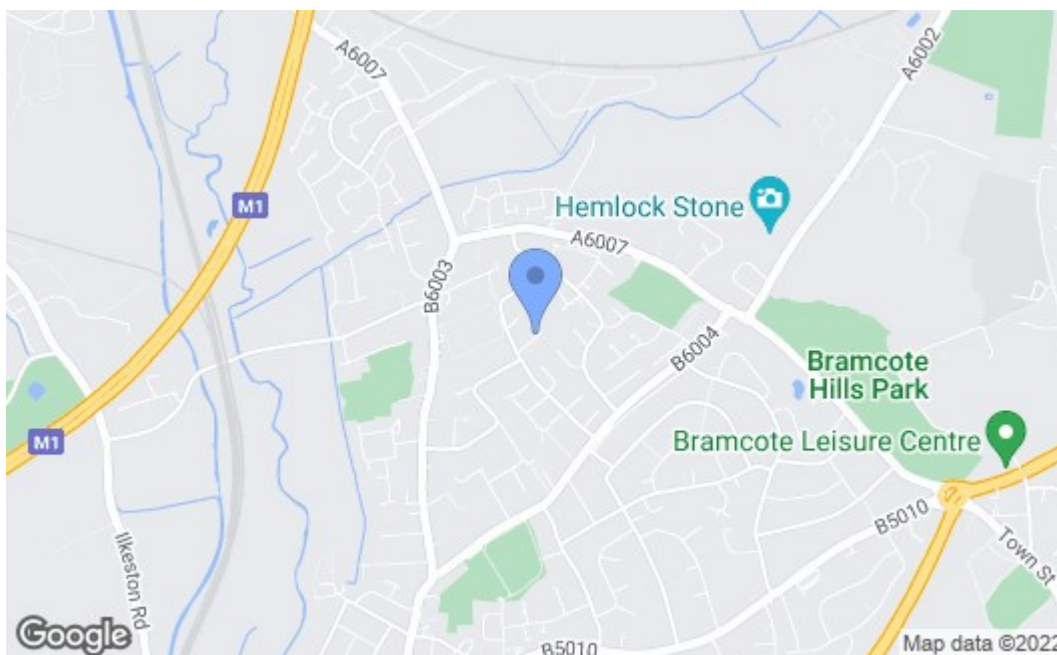 A6007
A6002
M1
Hemlock Stone
A6007
B6003
B6004
Bramcote
Hills Park
M1
Bramcote Leisure Centre
B5010
Ilkeston Rd
Town St
B5010
Google
Map data ©2022